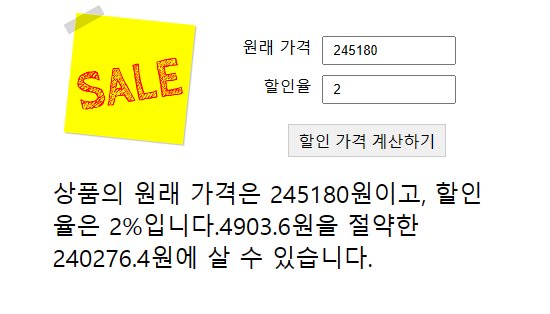 SALE
원래 가격 245180
할인율 2
할인 가격 계산하기
상품의 원래 가격은 245180원이고, 할인
율은 2%입니다.4903.6원을 절약한
240276.4원에 살 수 있습니다.